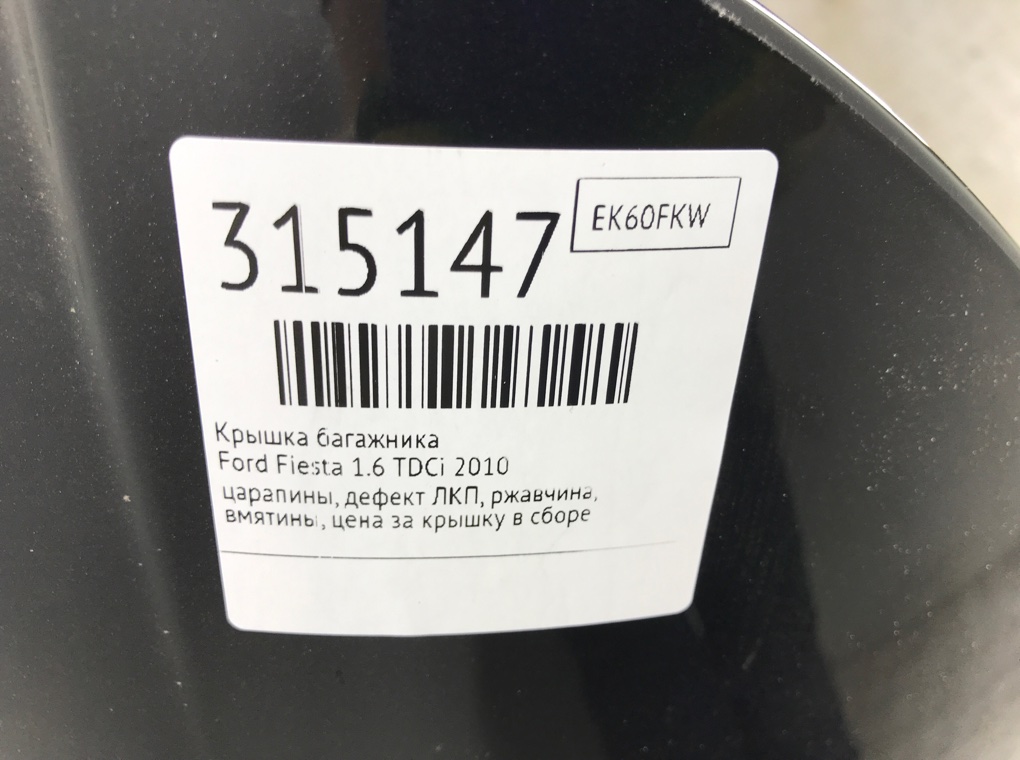 315147
EK60FKW
Крышка багажника
Ford Fiesta 1.6 TDCi 2010
царапины, дефект ЛКП, ржавчина,
вмятины, цена за крышку в сборе